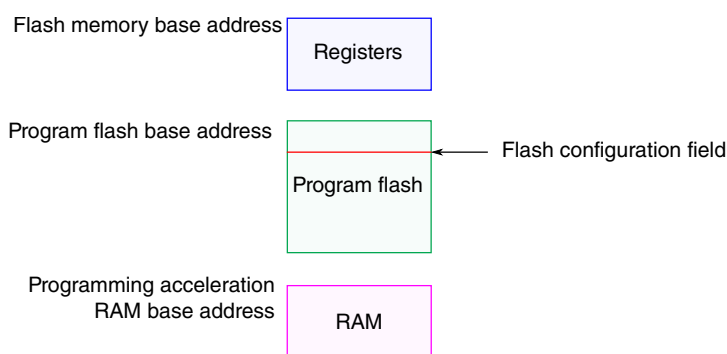 Flash memory base address
Registers
Program flash base address
Flash configuration field
Program flash
Programming acceleration
RAM base address
RAM